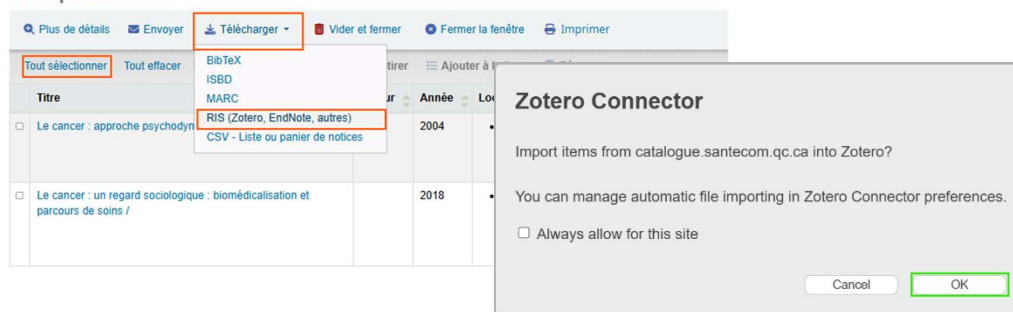 Plus de détails Envoyer Télécharger Vider et fermer Fermer la fenêtre Imprimer
Tout sélectionner Tout effacer
BibTeX
ISBD
MARC
RIS (Zotero, EndNote, autres)
CSV - Liste ou panier de notices
Titre Année
Le cancer : approche 2004
Le cancer : un regard sociologique : biomédicalisation et 2018
parcours de soins /
Zotero Connector
Import items from catalogue.santecom.qc.ca into Zotero?
You can manage automatic file importing in Zotero Connector preferences.
Always allow for this site
Cancel OK